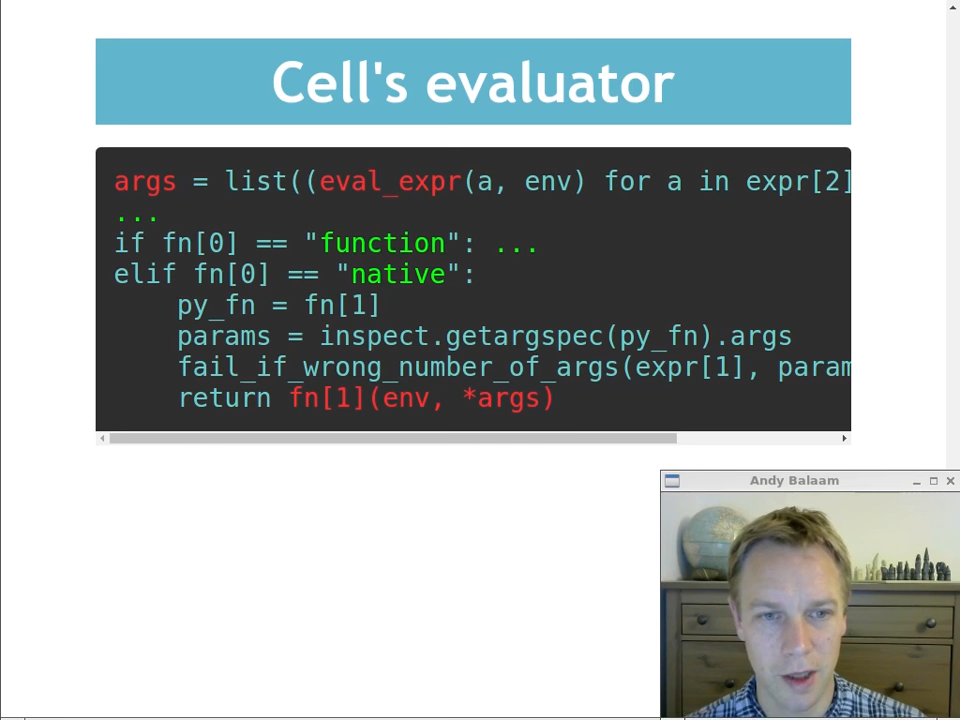 Cell's evaluator
args = list((eval_expr(a, env) for a in expr[2]
...
if fn[0] == "function": ...
elif fn[0] == "native":
    py_fn = fn[1]
    params = inspect.getargspec(py_fn).args
    fail_if_wrong_number_of_args(expr[1], param
    return fn[1](env, *args)
Andy Balaam